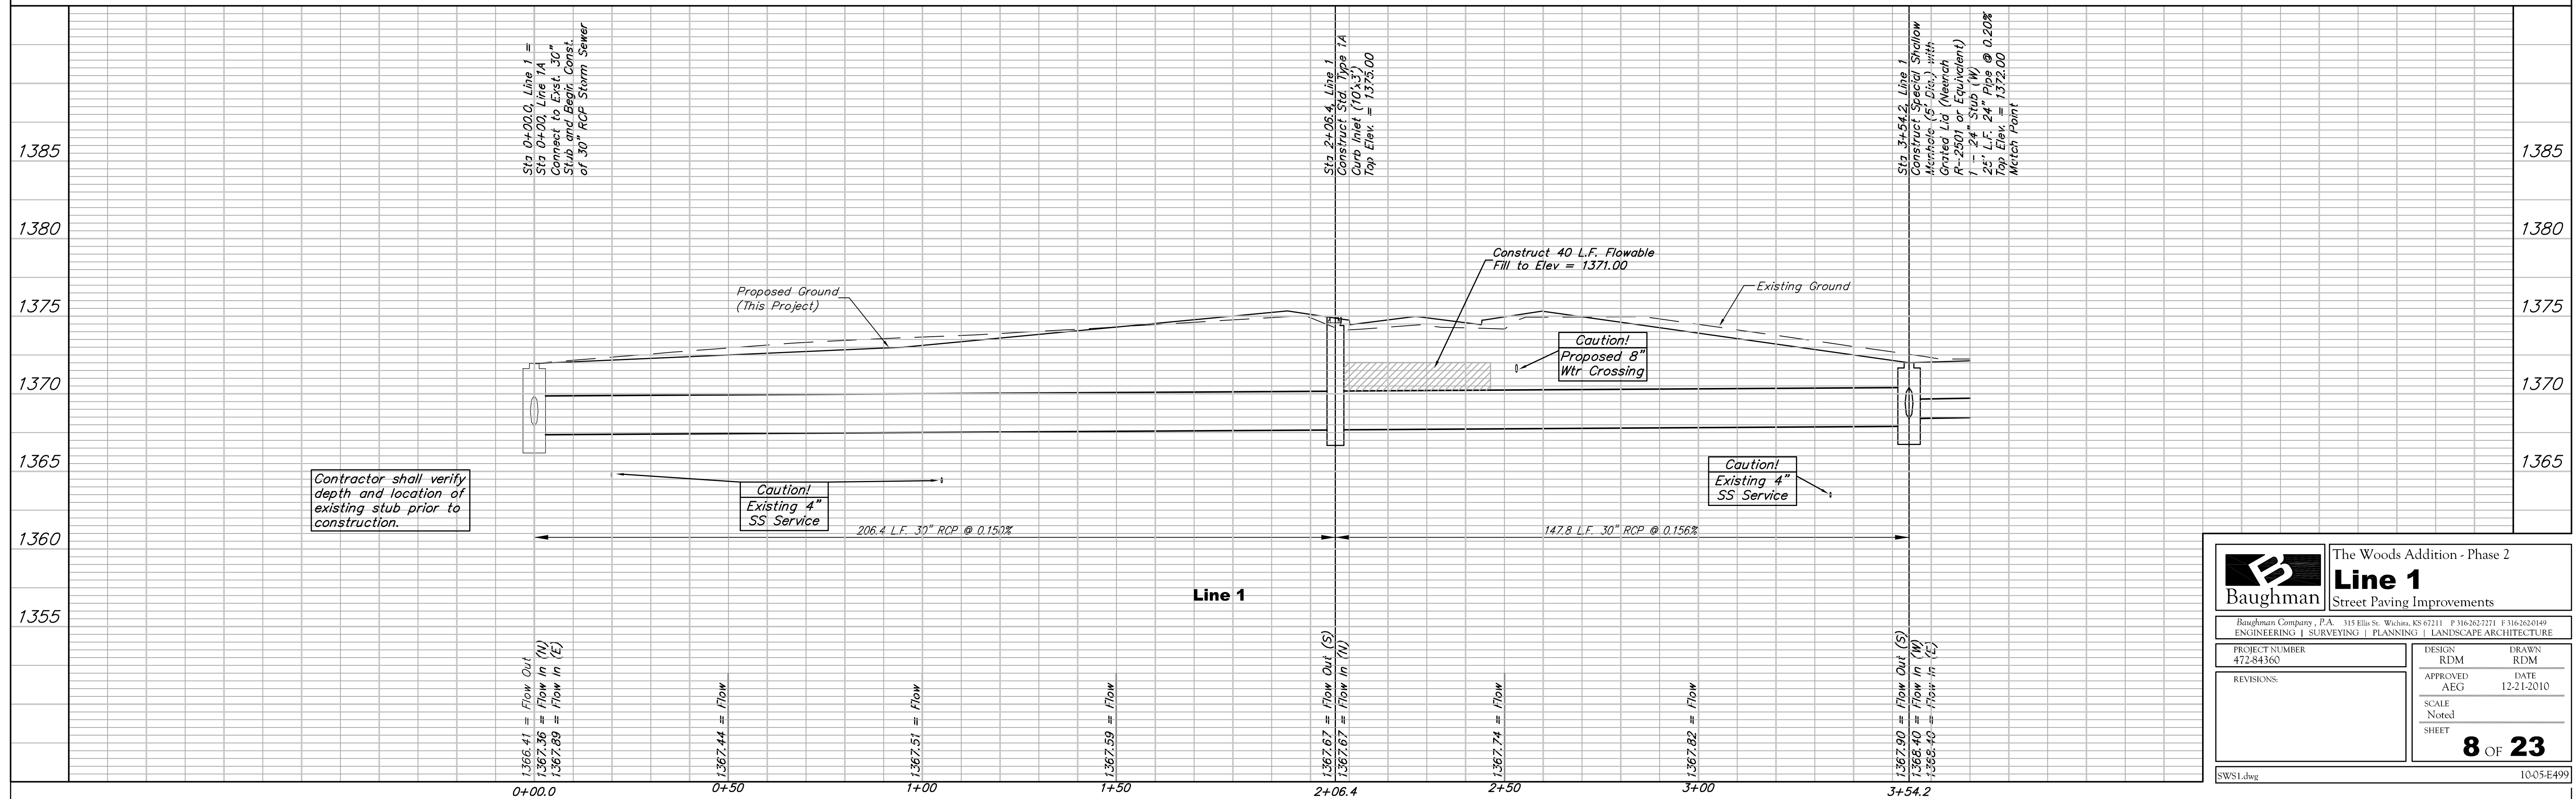 Sta 0+00.0, Line 1 =
Sta 0+00, Line 1A
Connect to Exst. 30"
Stub and Begin Const.
of 30" RCP Storm Sewer
Sta 2+06.4, Line 1
Construct Std. Type 1A
Curb Inlet (10'x3')
Top Elev. = 1375.00
Sta 3+54.2, Line 1
Construct Special Shallow
Manhole (5' Dia.) with
Grated Lid (Neenah
R-2501 or Equivalent)
1 - 24" Stub (W)
25' L.F. 24" Pipe @ 0.20%
Top Elev. = 1372.00
Match Point
1385
1385
1380
1380
Construct 40 L.F. Flowable
Fill to Elev = 1371.00
Proposed Ground
(This Project)
Existing Ground
1375
1375
Caution!
Proposed 8"
Wtr Crossing
1370
1370
1365
1365
Contractor shall verify
depth and location of
existing stub prior to
construction.
Caution!
Existing 4"
SS Service
Caution!
Existing 4"
SS Service
206.4 L.F. 30" RCP @ 0.150%
147.8 L.F. 30" RCP @ 0.156%
1360
Line 1
1355
1366.41 = Flow Out
1367.36 = Flow In (N)
1367.89 = Flow In (E)
1367.44 = Flow
1367.51 = Flow
1367.59 = Flow
1367.67 = Flow Out (S)
1367.67 = Flow In (N)
1367.74 = Flow
1367.82 = Flow
1367.90 = Flow Out (S)
1368.40 = Flow In (W)
1368.40 = Flow In (E)
0+00.0
0+50
1+00
1+50
2+06.4
2+50
3+00
3+54.2
Baughman
The Woods Addition - Phase 2
Line 1
Street Paving Improvements
Baughman Company, P.A. 315 Ellis St. Wichita, KS 67211 P 316-262-7271 F 316-262-0149
ENGINEERING | SURVEYING | PLANNING | LANDSCAPE ARCHITECTURE
PROJECT NUMBER
472-84360
REVISIONS:
DESIGN
RDM
DRAWN
RDM
APPROVED
AEG
DATE
12-21-2010
SCALE
Noted
SHEET
8 OF 23
SWS1.dwg
10-05-E499